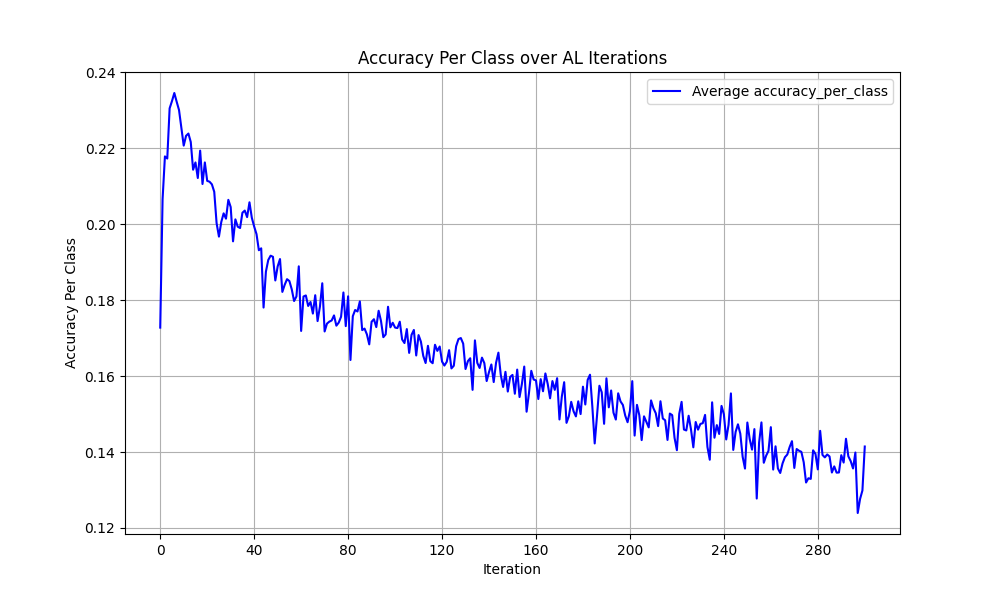 Accuracy Per Class over AL Iterations
Average accuracy_per_class
Accuracy Per Class
0.24
0.22
0.20
0.18
0.16
0.14
0.12
0 40 80 120 160 200 240 280
Iteration